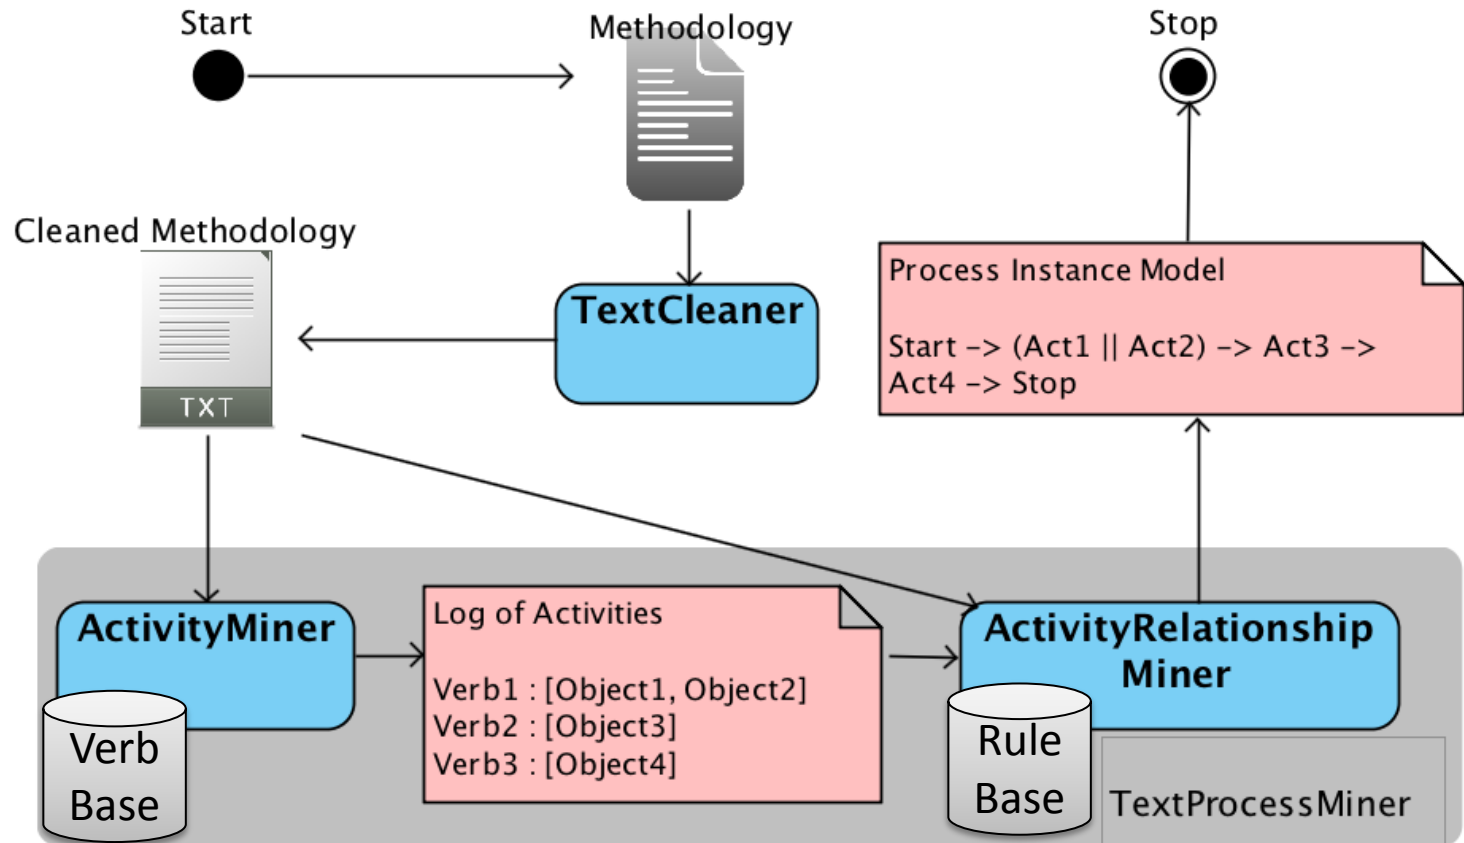 Start
Methodology
Stop
Cleaned Methodology
TXT
TextCleaner
Process Instance Model
Start -> (Act1 || Act2) -> Act3 ->
Act4 -> Stop
ActivityMiner
Verb
Base
Log of Activities
Verb1 : [Object1, Object2]
Verb2 : [Object3]
Verb3 : [Object4]
ActivityRelationship
Miner
Rule
Base
TextProcessMiner